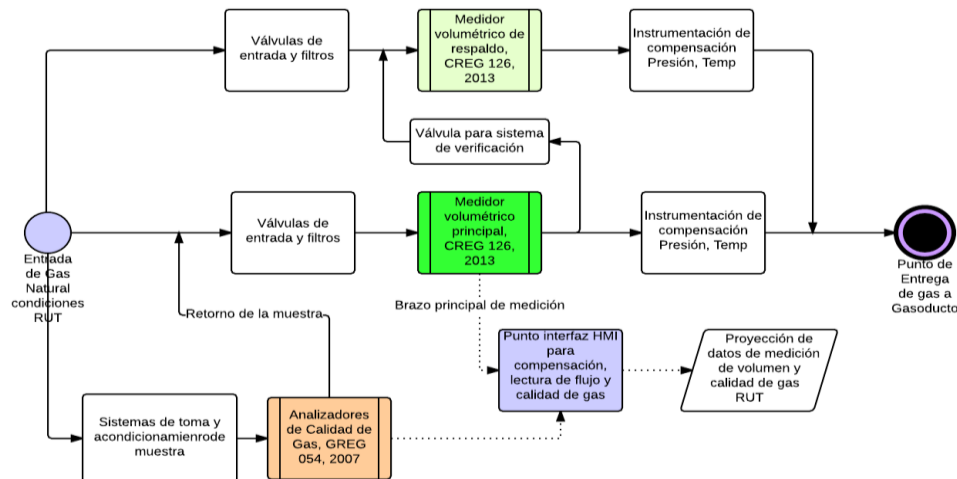 Válvulas de
entrada y filtros
Medidor
volumétrico de
respaldo,
CREG 126,
2013
Instrumentación de
compensación
Presión, Temp
Válvula para sistema
de verificación
Entrada
de Gas
Natural
condiciones
RUT
Válvulas de
entrada y filtros
Medidor
volumétrico
principal,
CREG 126,
2013
Instrumentación de
compensación
Presión, Temp
Punto de
Entrega
de gas a
Gasoducto
Brazo principal de medición
Retorno de la muestra
Punto interfaz HMI
para
compensación,
lectura de flujo y
calidad de gas
Proyección de
datos de medición
de volumen y
calidad de gas
RUT
Sistemas de toma y
acondicionamienrode
muestra
Analizadores
de Calidad de
Gas, GREG
054, 2007